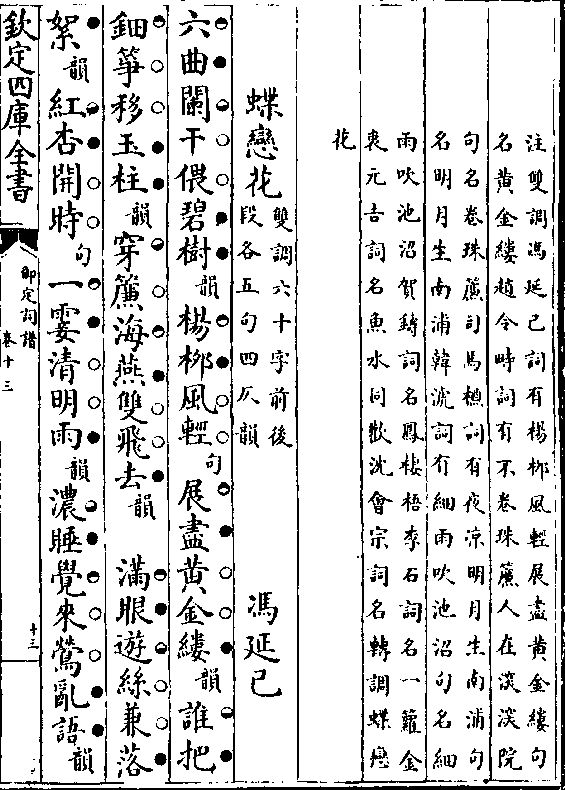 注雙調馮延已詞有楊栁風輕展盡黄金縷句
名黄金縷趙令時詞有不卷珠簾人在深深院
句名卷珠簾司馬槱詞有夜凉明月生南浦句
名明月生南浦韓淲詞有細雨吹池沼句名細
雨吹池沼賀鑄詞名鳳棲梧李石詞名一籮金
衷元吉詞名魚水同歡沈會宗詞名轉調蝶戀
花
蝶戀花 雙調六十字前後
段各五句四仄韻 馮延已
六曲闌干偎碧樹韻楊栁風輕句展盡黄金縷韻誰把
鈿箏移玉柱韻穿簾海燕雙飛去韻 滿眼遊絲兼落
絮韻紅杏開時句一霎清明雨韻濃睡覺來鶯亂語韻
欽定四庫全書
御定詞譜
卷十三
十三